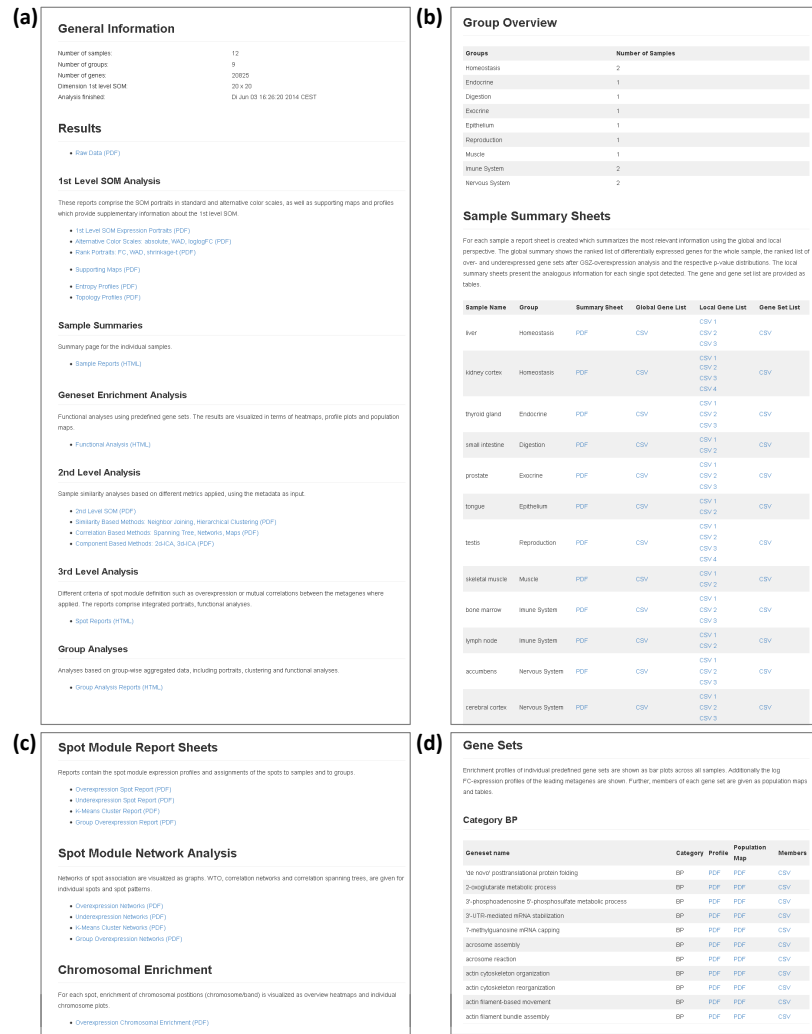 (a)
General Information
Number of samples: 12
Number of groups: 9
Number of genes: 20825
Dimension 1st level SOM 20 x 20
Analysis finished: Di Jun 03 16:26:20 2014 CEST
Results
• Raw Data (PDF)
1st Level SOM Analysis
These reports comprise the SOM portraits in standard and alternative color scales, as well as supporting maps and profiles
which provide supplementary information about the 1st level SOM.
• 1st Level SOM Expression Portraits (PDF)
• Alternative Color Scales: absolute, WAD, loglogFC (PDF)
• Rank Portraits: FC, WAD, shrinkage-t (PDF)
• Supporting Maps (PDF)
• Entropy Profiles (PDF)
• Topology Profiles (PDF)
Sample Summaries
Summary page for the individual samples.
• Sample Reports (HTML)
Geneset Enrichment Analysis
Functional analyses using predefined gene sets. The results are visualized in terms of heatmaps, profile plots and population
maps.
• Functional Analysis (HTML)
2nd Level Analysis
Sample similarity analyses based on different metrics applied, using the metadata as input.
• 2nd Level SOM (PDF)
• Similarity Based Methods: Neighbor Joining, Hierarchical Clustering (PDF)
• Correlation Based Methods: Spanning Tree, Networks, Maps (PDF)
• Component Based Methods: 2d-ICA, 3d-ICA (PDF)
3rd Level Analysis
Different criteria of spot module definition such as overexpression or mutual correlations between the metagenes where
applied. The reports comprise integrated portraits, functional analyses.
• Spot Reports (HTML)
Group Analyses
Analyses based on group-wise aggregated data, including portraits, clustering and functional analyses.
• Group Analysis Reports (HTML)
(b)
Group Overview
Groups Number of Samples
Homeostasis 2
Endocrine 1
Digestion 1
Exocrine 1
Epithelium 1
Reproduction 1
Muscle 1
Imune System 2
Nervous System 2
Sample Summary Sheets
For each sample a report sheet is created which summarizes the most relevant information using the global and local
perspective. The global summary shows the ranked list of differentially expressed genes for the whole sample, the ranked list of
over- and underexpressed gene sets after GSZ-overexpression analysis and the respective p-value distributions. The local
summary sheets present the analogous information for each single spot detected. The gene and gene set list are provided as
tables.
Sample Name Group Summary Sheet Global Gene List Local Gene List Gene Set List
CSV 1
liver Homeostasis PDF CSV CSV 2 CSV
CSV 3
CSV 1
CSV 2
kidney cortex Homeostasis PDF CSV CSV 3 CSV
CSV 4
CSV 1
thyroid gland Endocrine PDF CSV CSV 2 CSV
CSV 3
CSV 1
small intestine Digestion PDF CSV CSV 2 CSV
CSV 1
prostate Exocrine PDF CSV CSV 2 CSV
CSV 3
CSV 1
tongue Epithelium PDF CSV CSV 2 CSV
CSV 1
CSV 2
testis Reproduction PDF CSV CSV 3 CSV
CSV 4
CSV 1
skeletal muscle Muscle PDF CSV CSV 2 CSV
CSV 1
bone marrow Imune System PDF CSV CSV 2 CSV
CSV 3
CSV 1
lymph node Imune System PDF CSV CSV 2 CSV
CSV 1
accumbens Nervous System PDF CSV CSV 2 CSV
CSV 3
CSV 1
cerebral cortex Nervous System PDF CSV CSV 2 CSV
CSV 3
(c)
Spot Module Report Sheets
Reports contain the spot module expression profiles and assignments of the spots to samples and to groups.
• Overexpression Spot Report (PDF)
• Underexpression Spot Report (PDF)
• K-Means Cluster Report (PDF)
• Group Overexpression Report (PDF)
Spot Module Network Analysis
Networks of spot association are visualized as graphs. WTO, correlation networks and correlation spanning trees, are given for
individual spots and spot patterns.
• Overexpression Networks (PDF)
• Underexpression Networks (PDF)
• K-Means Cluster Networks (PDF)
• Group Overexpression Networks (PDF)
Chromosomal Enrichment
For each spot, enrichment of chromosomal postitions (chromosome/band) is visualized as overview heatmaps and individual
chromosome plots.
• Overexpression Chromosomal Enrichment (PDF)
(d)
Gene Sets
Enrichment profiles of individual predefined gene sets are shown as bar plots across all samples. Additionally the log
FC-expression profiles of the leading metagenes are shown. Further, members of each gene set are given as population maps
and tables.
Category BP
Geneset name Category Profile Population Map Members
'de novo' posttranslational protein folding BP PDF PDF CSV
2-oxoglutarate metabolic process BP PDF PDF CSV
3'-phosphoadenosine 5'-phosphosulfate metabolic process BP PDF PDF CSV
3'-UTR-mediated mRNA stabilization BP PDF PDF CSV
7-methylguanosine mRNA capping BP PDF PDF CSV
acrosome assembly BP PDF PDF CSV
acrosome reaction BP PDF PDF CSV
actin cytoskeleton organization BP PDF PDF CSV
actin cytoskeleton reorganization BP PDF PDF CSV
actin filament-based movement BP PDF PDF CSV
actin filament bundle assembly BP PDF PDF CSV